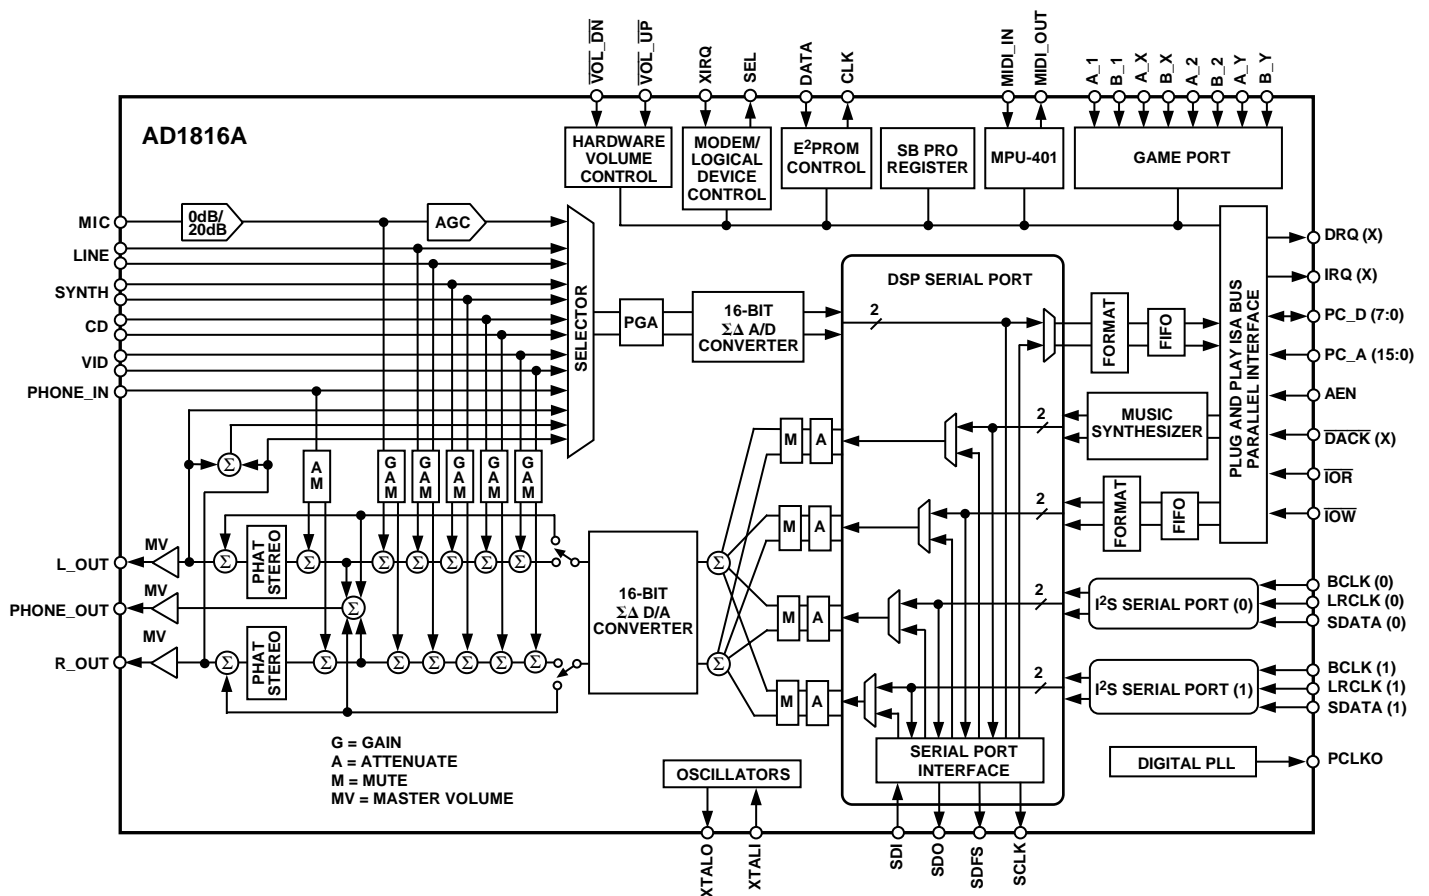 VOL_DN
VOL_UP
XIRQ
SEL
DATA
CLK
MIDI_IN
MIDI_OUT
A_1
B_1
A_X
B_X
A_2
B_2
A_Y
B_Y
AD1816A
HARDWARE
VOLUME
CONTROL
MODEM/
LOGICAL
DEVICE
CONTROL
E²PROM
CONTROL
SB PRO
REGISTER
MPU-401
GAME PORT
MIC
LINE
SYNTH
CD
VID
PHONE_IN
0dB/
20dB
AGC
SELECTOR
PGA
16-BIT
ΣΔ A/D
CONVERTER
DSP SERIAL PORT
2
FORMAT
FIFO
PLUG AND PLAY ISA BUS
PARALLEL INTERFACE
DRQ (X)
IRQ (X)
PC_D (7:0)
PC_A (15:0)
AEN
DACK (X)
IOR
IOW
2
MUSIC
SYNTHESIZER
M
A
2
FORMAT
FIFO
M
A
Σ
A
M
G
A
M
G
A
M
G
A
M
G
A
M
G
A
M
L_OUT
MV
Σ
PHAT
STEREO
Σ
Σ
Σ
Σ
Σ
Σ
PHONE_OUT
MV
Σ
R_OUT
MV
Σ
PHAT
STEREO
Σ
Σ
Σ
Σ
Σ
Σ
16-BIT
ΣΔ D/A
CONVERTER
Σ
Σ
M
A
2
I²S SERIAL PORT (0)
BCLK (0)
LRCLK (0)
SDATA (0)
M
A
2
I²S SERIAL PORT (1)
BCLK (1)
LRCLK (1)
SDATA (1)
G = GAIN
A = ATTENUATE
M = MUTE
MV = MASTER VOLUME
OSCILLATORS
SERIAL PORT
INTERFACE
DIGITAL PLL
PCLKO
XTALO
XTALI
SDI
SDO
SDFS
SCLK